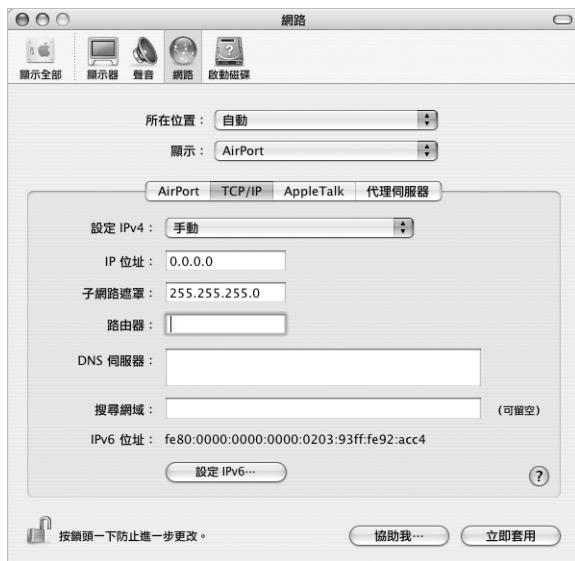 網路
顯示全部 顯示器 聲音 網路 啟動磁碟
所在位置： 自動
顯示： AirPort
AirPort TCP/IP AppleTalk 代理伺服器
設定 IPv4： 手動
IP 位址： 0.0.0.0
子網路遮罩： 255.255.255.0
路由器：
DNS 伺服器：
搜尋網域： (可留空)
IPv6 位址： fe80:0000:0000:0000:0203:93ff:fe92:acc4
設定 IPv6⋯ ?
按鎖頭一下防止進一步更改。 協助我⋯ 立即套用